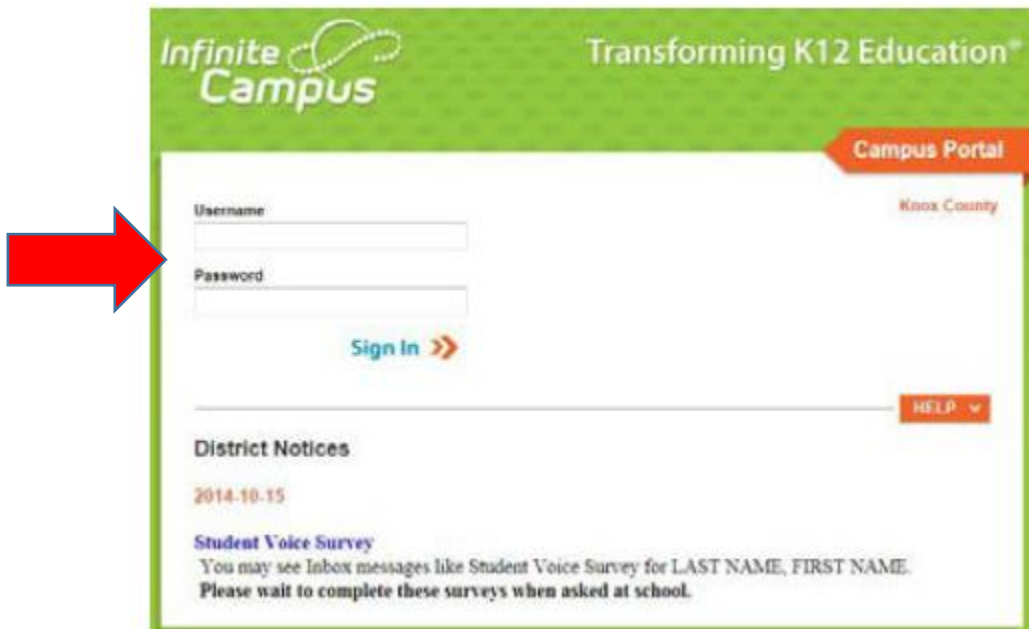 Infinite
Campus
Transforming K12 Education®
Campus Portal
Knox County
Username
Password
Sign In
HELP
District Notices
2014-10-15
Student Voice Survey
You may see Inbox messages like Student Voice Survey for LAST NAME, FIRST NAME.
Please wait to complete these surveys when asked at school.